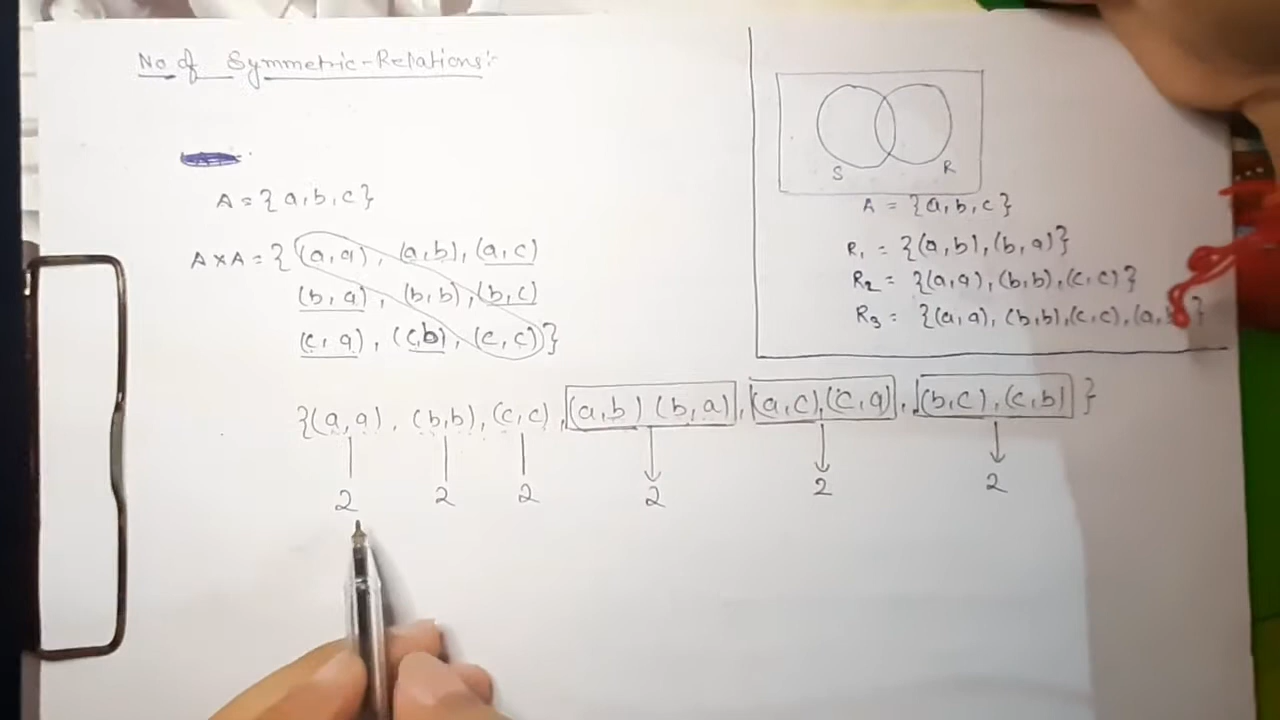 No of Symmetric-Relations:-
A = {a, b, c}
A×A = { (a, a), (a, b), (a, c)
(b, a), (b, b), (b, c)
(c, a), (c, b), (c, c) }
S R
A = {a, b, c}
R₁ = {(a, b), (b, a)}
R₂ = {(a, a), (b, b), (c, c)}
R₃ = {(a, a), (b, b), (c, c), (a, }
{(a, a), (b, b), (c, c), (a, b) (b, a), (a, c), (c, a), (b, c), (c, b) }
2 2 2 2 2 2